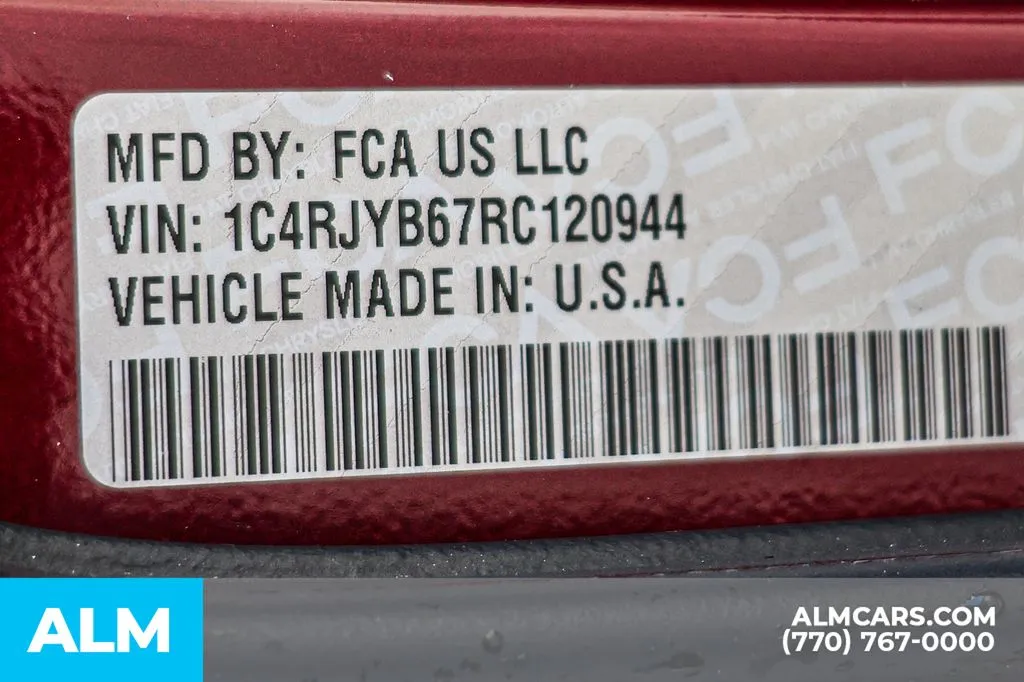 MFD BY: FCA US LLC
VIN: 1C4RJYB67RC120944
VEHICLE MADE IN: U.S.A.
ALM
ALMCARS.COM
(770) 767-0000